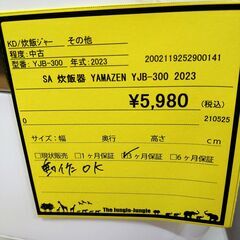 KD/炊飯ジャー その他
程度:中古 2002119252900141
型番: YJB-300 年式:2023
SA 炊飯器 YAMAZEN YJB-300 2023
¥5,980 (税込)
0 210525
サイズ:幅 奥行 高さ cm
□現状販売 □1ヶ月保証 □3ヶ月保証 □6ヶ月保証
動作OK
The Jungle-Jungle